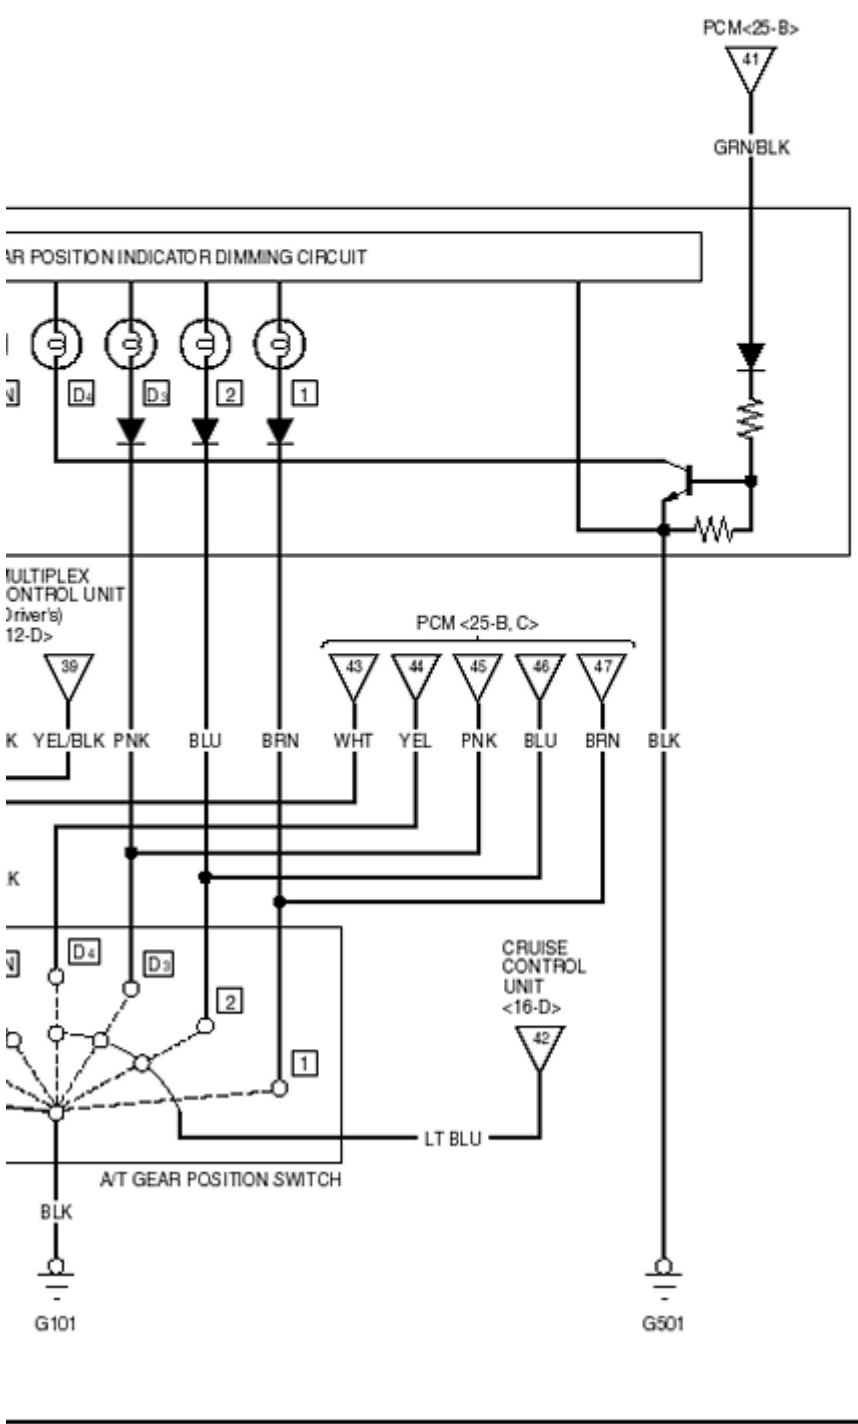 PCM<25-B>
41
GRN/BLK
AR POSITION INDICATOR DIMMING CIRCUIT
N D4 D3 2 1
MULTIPLEX
ONTROL UNIT
Driver's)
12-D>
PCM <25-B, C>
39 43 44 45 46 47
K YEL/BLK PNK BLU BRN WHT YEL PNK BLU BRN BLK
K
N D4 D3 2 1
CRUISE
CONTROL
UNIT
<16-D>
42
LT BLU
A/T GEAR POSITION SWITCH
BLK
G101
G501